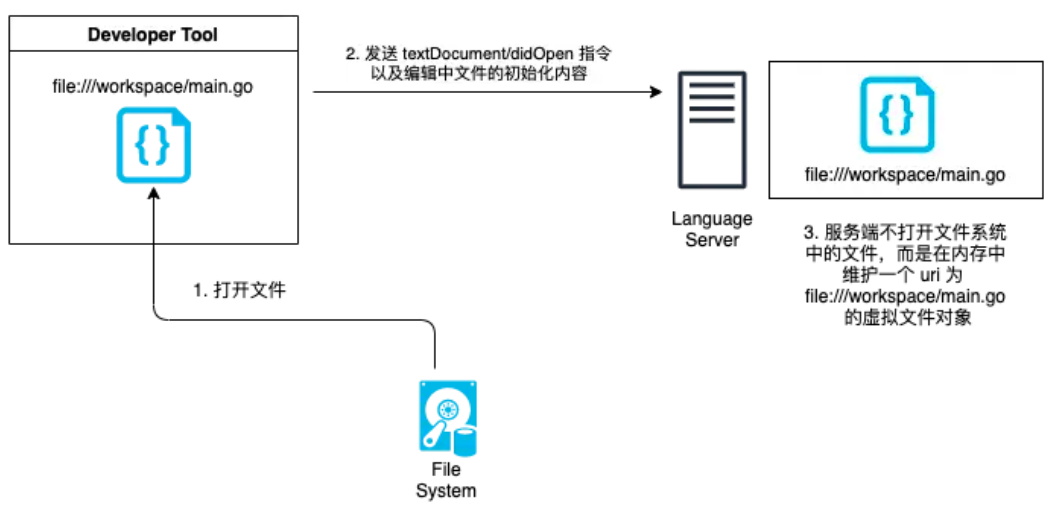 Developer Tool
file:///workspace/main.go
{}
2. 发送 textDocument/didOpen 指令
以及编辑中文件的初始化内容
{}
file:///workspace/main.go
Language
Server
3. 服务端不打开文件系统
中的文件，而是在内存中
维护一个 uri 为
file:///workspace/main.go
的虚拟文件对象
1. 打开文件
File
System